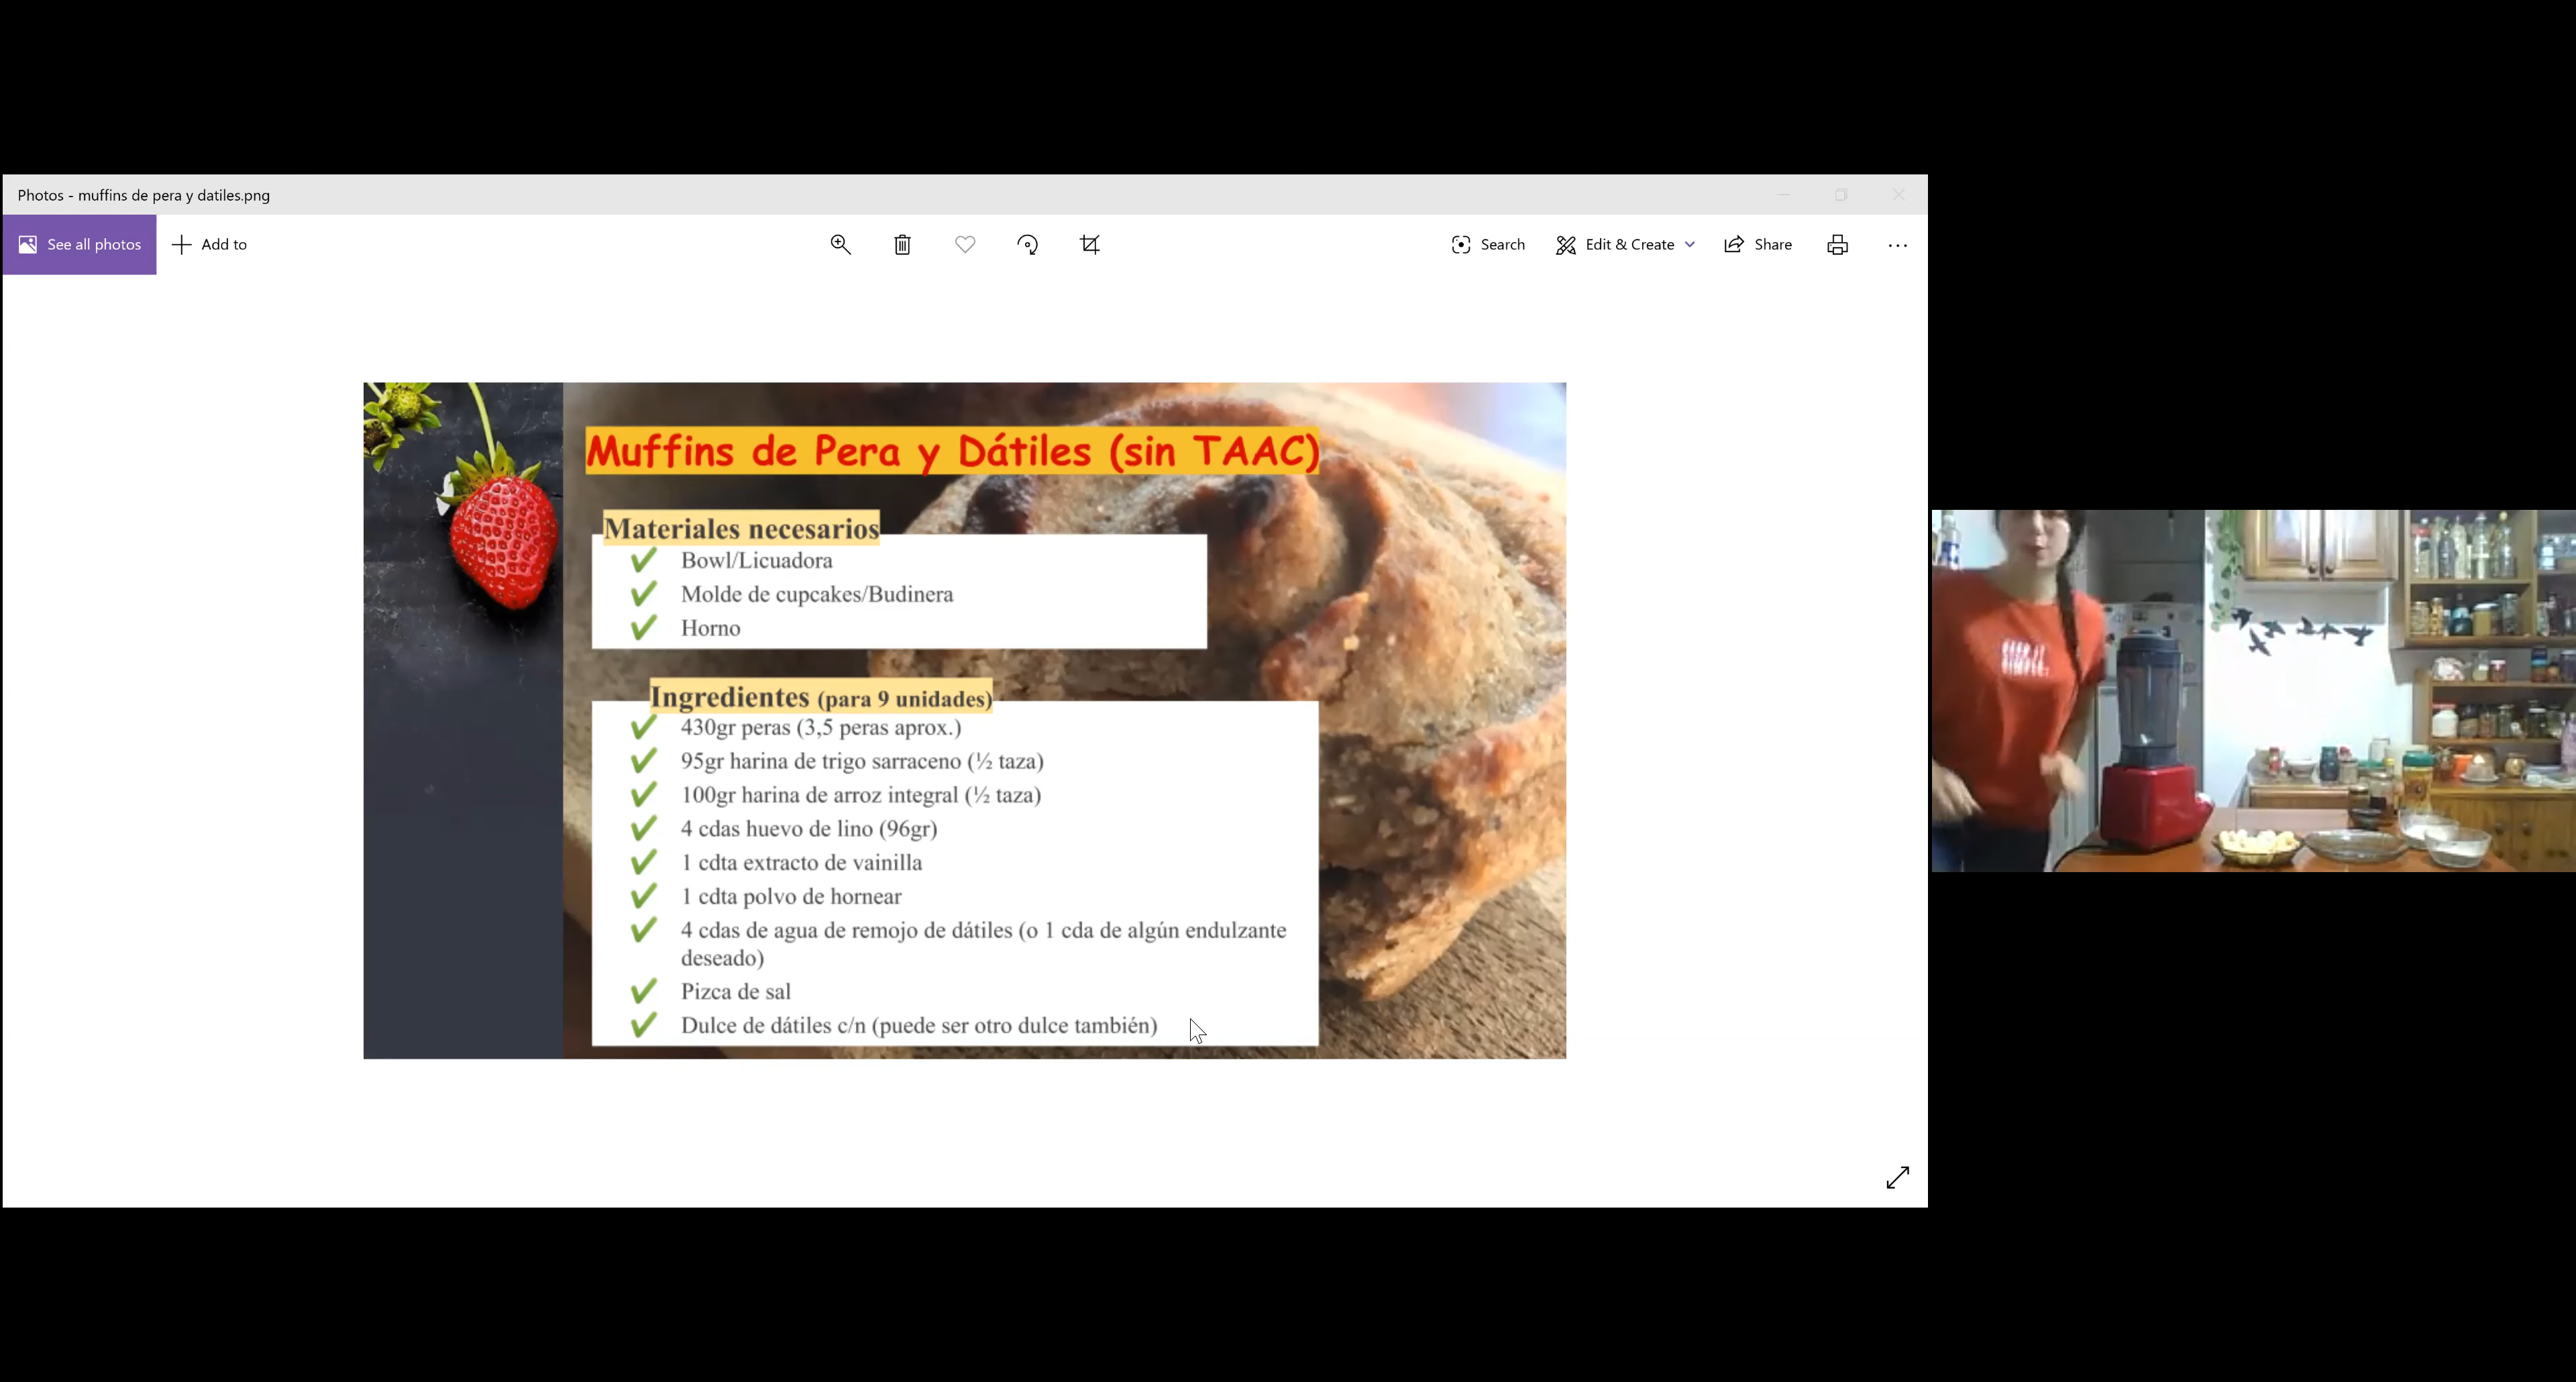 Photos - muffins de pera y datiles.png
See all photos
Add to
Search
Edit & Create
Share
Muffins de Pera y Dátiles (sin TAAC)
Materiales necesarios
✔ Bowl/Licuadora
✔ Molde de cupcakes/Budinera
✔ Horno
Ingredientes (para 9 unidades)
✔ 430gr peras (3,5 peras aprox.)
✔ 95gr harina de trigo sarraceno (½ taza)
✔ 100gr harina de arroz integral (½ taza)
✔ 4 cdas huevo de lino (96gr)
✔ 1 cdta extracto de vainilla
✔ 1 cdta polvo de hornear
✔ 4 cdas de agua de remojo de dátiles (o 1 cda de algún endulzante
deseado)
✔ Pizca de sal
✔ Dulce de dátiles c/n (puede ser otro dulce también)